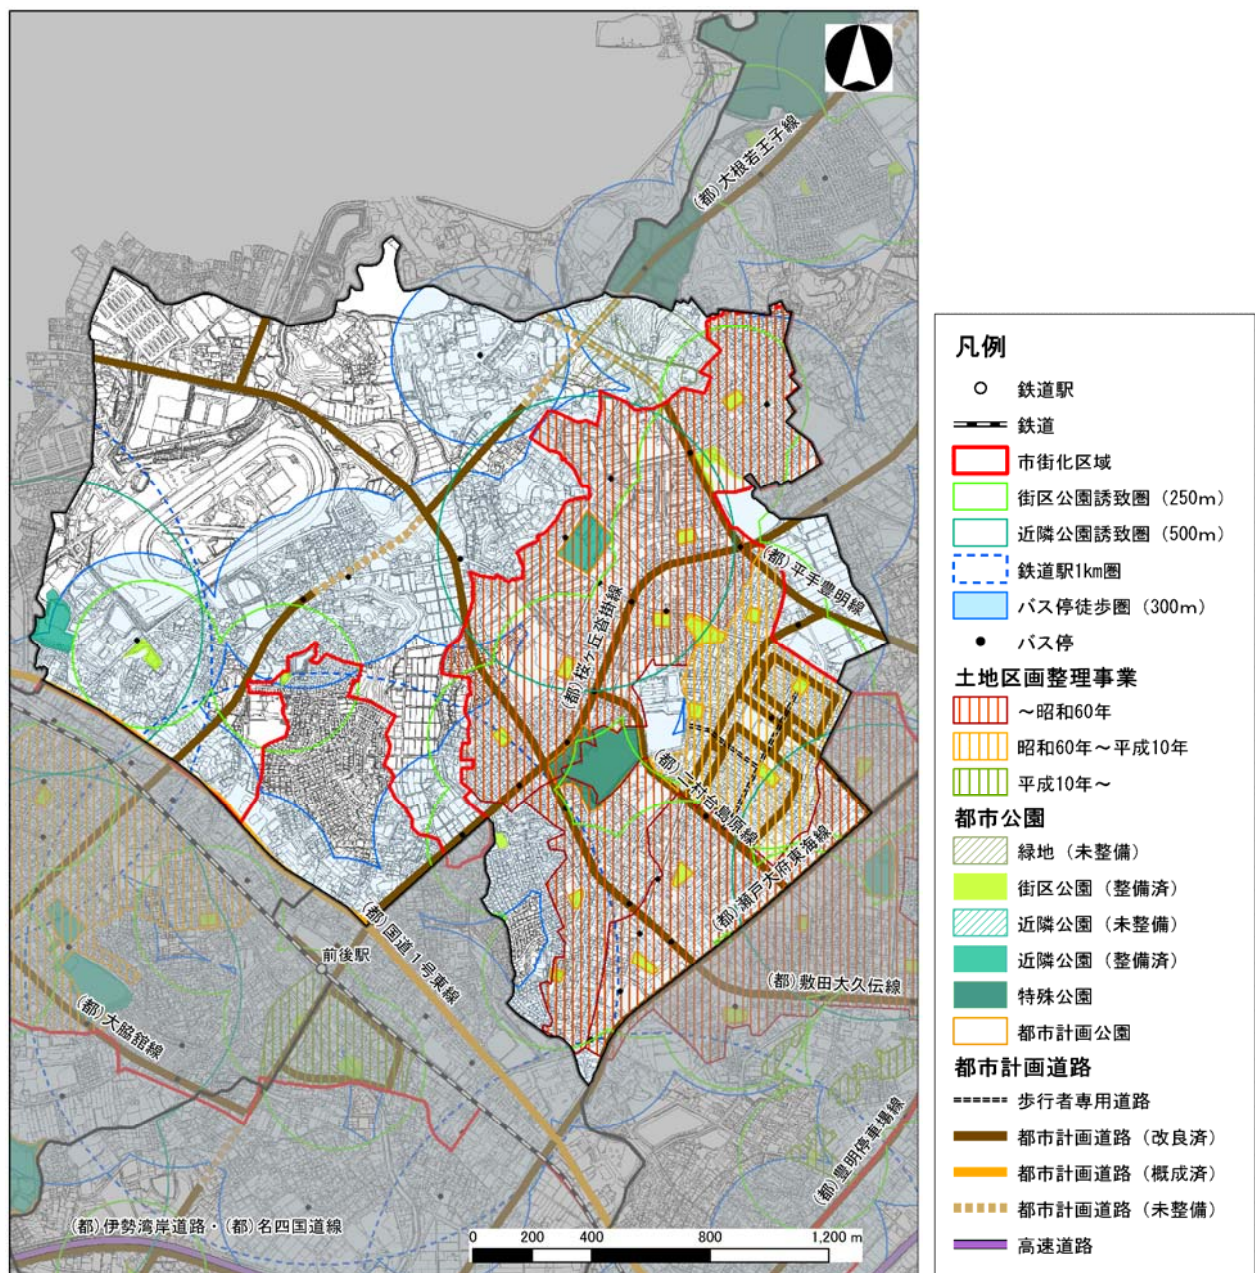 (都)大根若王子線
(都)平手豊明線
(都)桜ヶ丘沓掛線
(都)二村台島原線
(都)瀬戸大府東海線
(都)国道1号東線
前後駅
(都)敷田大久伝線
(都)大脇舘線
(都)豊明停車場線
(都)伊勢湾岸道路・(都)名四国道線
0 200 400 800 1,200 m
凡例
鉄道駅
鉄道
市街化区域
街区公園誘致圏(250m)
近隣公園誘致圏(500m)
鉄道駅1km圏
バス停徒歩圏(300m)
バス停
土地区画整理事業
~昭和60年
昭和60年~平成10年
平成10年~
都市公園
緑地(未整備)
街区公園(整備済)
近隣公園(未整備)
近隣公園(整備済)
特殊公園
都市計画公園
都市計画道路
歩行者専用道路
都市計画道路(改良済)
都市計画道路(概成済)
都市計画道路(未整備)
高速道路